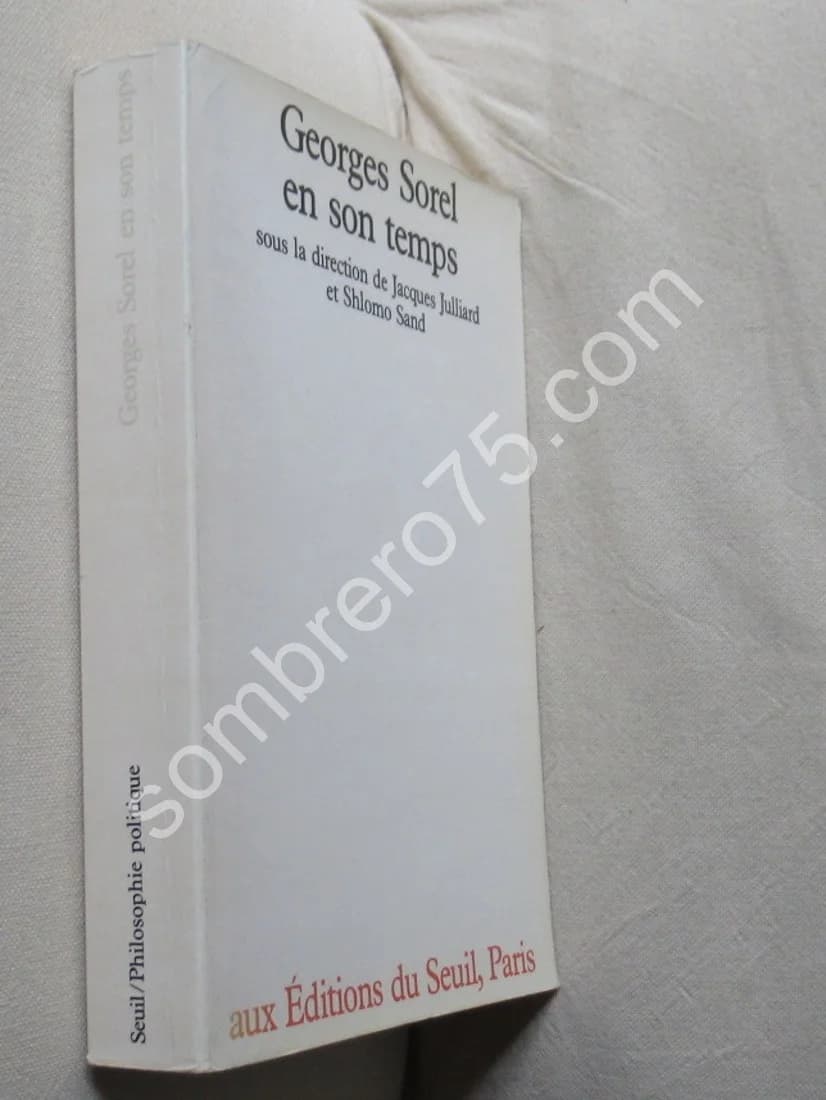 Georges Sorel
en son temps
sous la direction de Jacques Julliard
et Shlomo Sand
aux Éditions du Seuil, Paris
Georges Sorel en son temps
Seuil/Philosophie politique
sombrero75.com